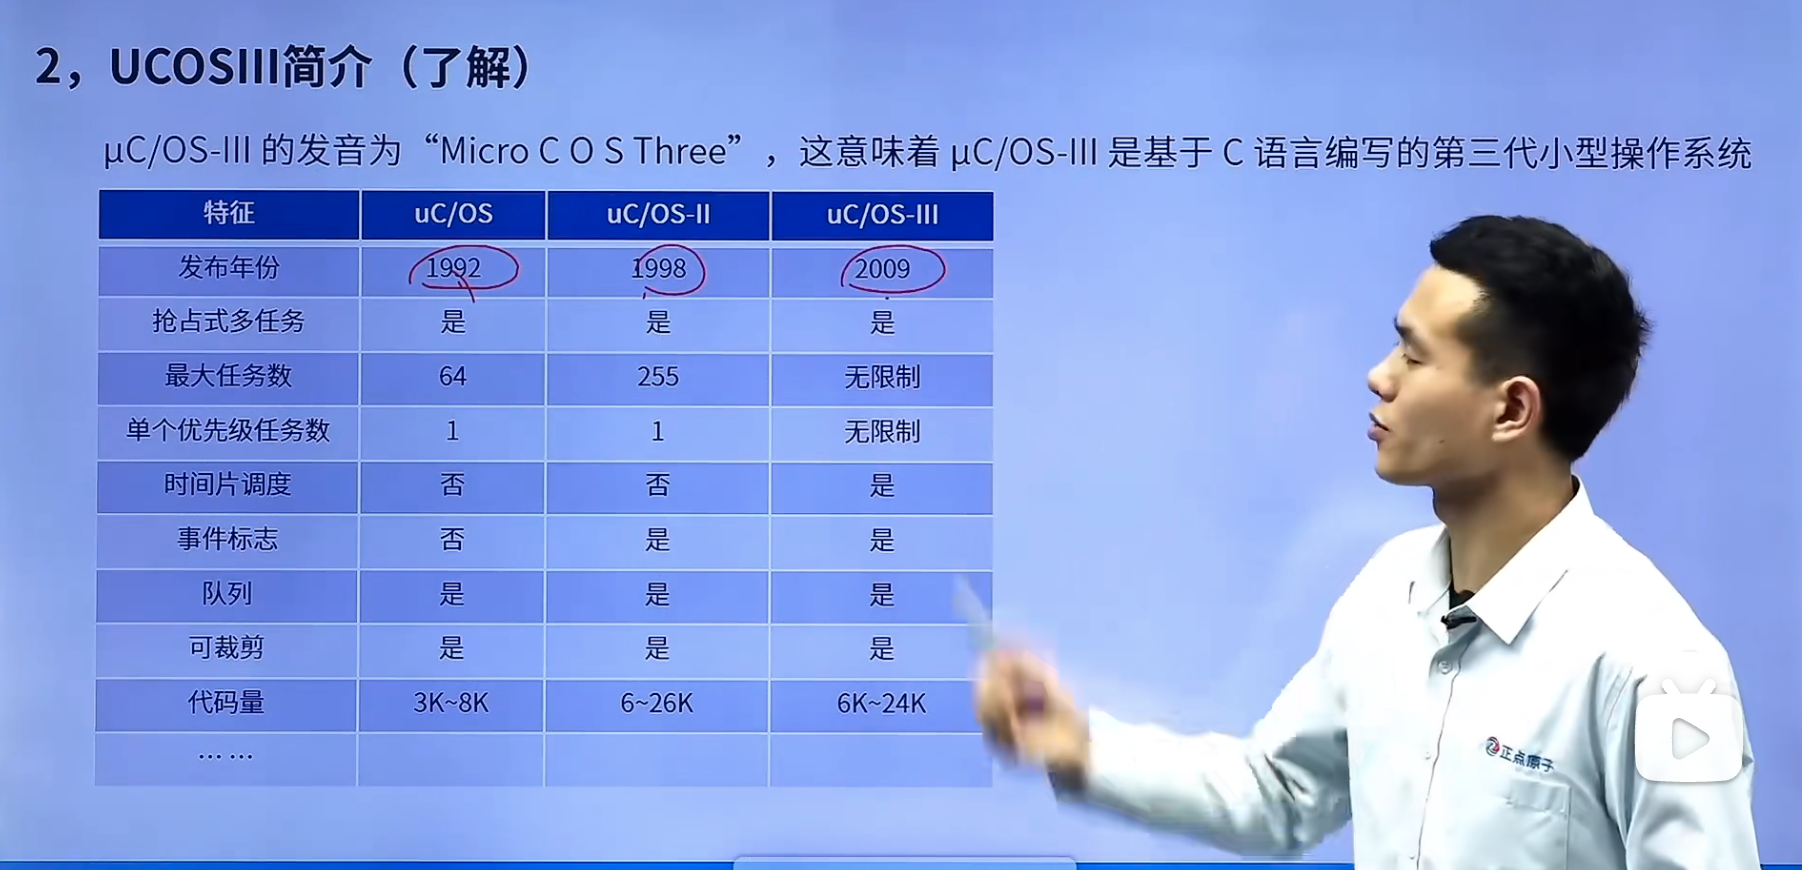 2，UCOSIII简介（了解）
μC/OS-III 的发音为“Micro C O S Three”，这意味着 μC/OS-III 是基于 C 语言编写的第三代小型操作系统
特征 uC/OS uC/OS-II uC/OS-III
发布年份 1992 1998 2009
抢占式多任务 是 是 是
最大任务数 64 255 无限制
单个优先级任务数 1 1 无限制
时间片调度 否 否 是
事件标志 否 是 是
队列 是 是 是
可裁剪 是 是 是
代码量 3K~8K 6~26K 6K~24K
… …
正点原子